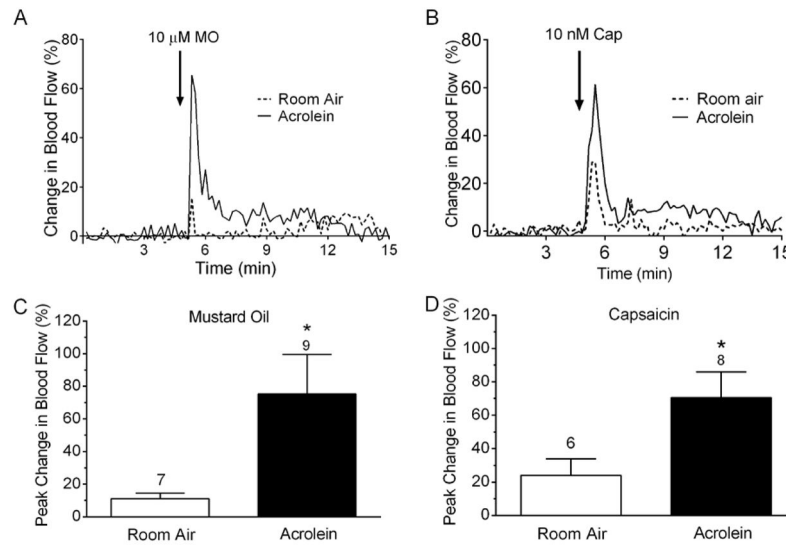 A
10 μM MO
Change in Blood Flow (%)
80
60
40
20
0
Room Air
Acrolein
3
6
9
12
15
Time (min)
B
10 nM Cap
Change in Blood Flow (%)
80
60
40
20
0
Room air
Acrolein
3
6
9
12
15
Time (min)
C
Mustard Oil
Peak Change in Blood Flow (%)
120
100
80
60
40
20
0
7
*
9
Room Air
Acrolein
D
Capsaicin
Peak Change in Blood Flow (%)
120
100
80
60
40
20
0
6
*
8
Room Air
Acrolein